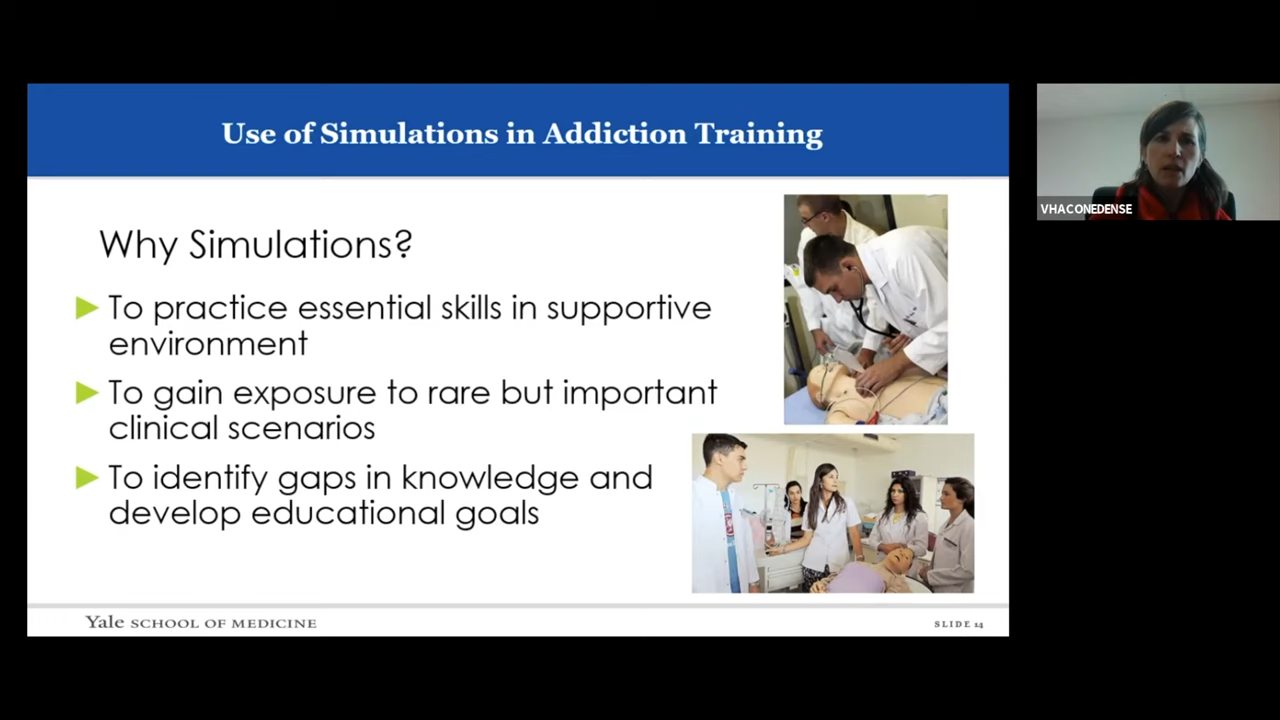 Use of Simulations in Addiction Training
Why Simulations?
To practice essential skills in supportive
environment
To gain exposure to rare but important
clinical scenarios
To identify gaps in knowledge and
develop educational goals
Yale SCHOOL OF MEDICINE
SLIDE 14
VHACONEDENSE